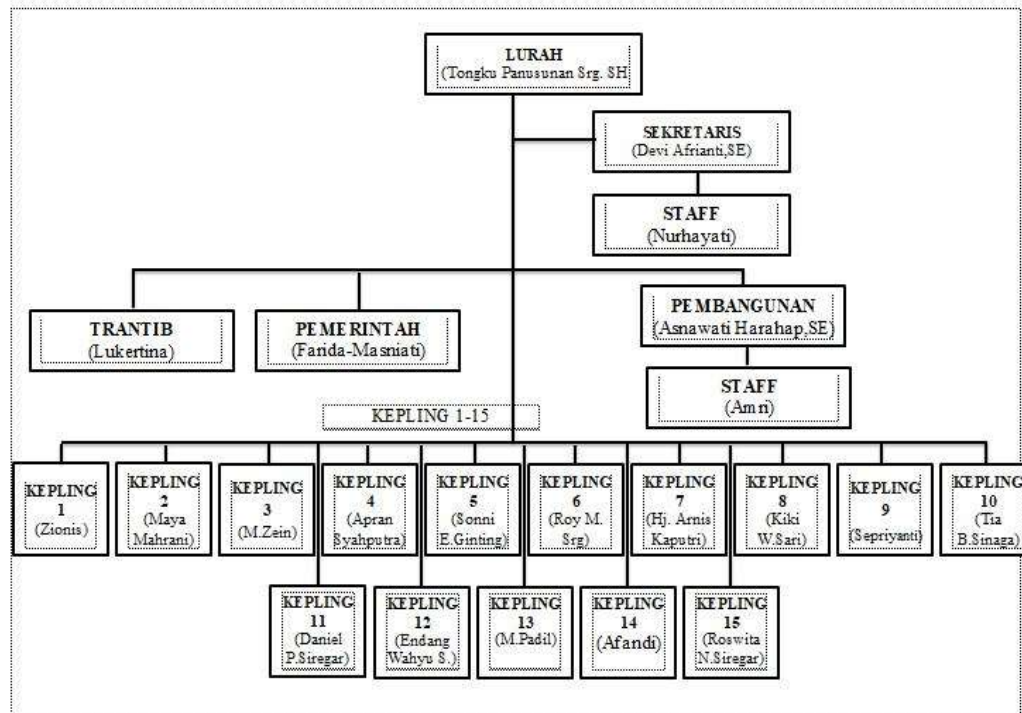 LURAH
(Tongku Panusunan Srg. SH
SEKRETARIS
(Devi Afrianti,SE)
STAFF
(Nurhayati)
TRANTIB
(Lukertina)
PEMERINTAH
(Farida-Masniati)
PEMBANGUNAN
(Asnawati Harahap,SE)
STAFF
(Amri)
KEPLING 1-15
KEPLING
1
(Zionis)
KEPLING
2
(Maya
Mahrani)
KEPLING
3
(M.Zein)
KEPLING
4
(Apran
Syahputra)
KEPLING
5
(Sonni
E.Ginting)
KEPLING
6
(Roy M.
Srg)
KEPLING
7
(Hj. Arnis
Kaputri)
KEPLING
8
(Kiki
W.Sari)
KEPLING
9
(Sepriyanti)
KEPLING
10
(Tia
B.Sinaga)
KEPLING
11
(Daniel
P.Siregar)
KEPLING
12
(Endang
Wahyu S.)
KEPLING
13
(M.Padil)
KEPLING
14
(Afandi)
KEPLING
15
(Roswita
N.Siregar)